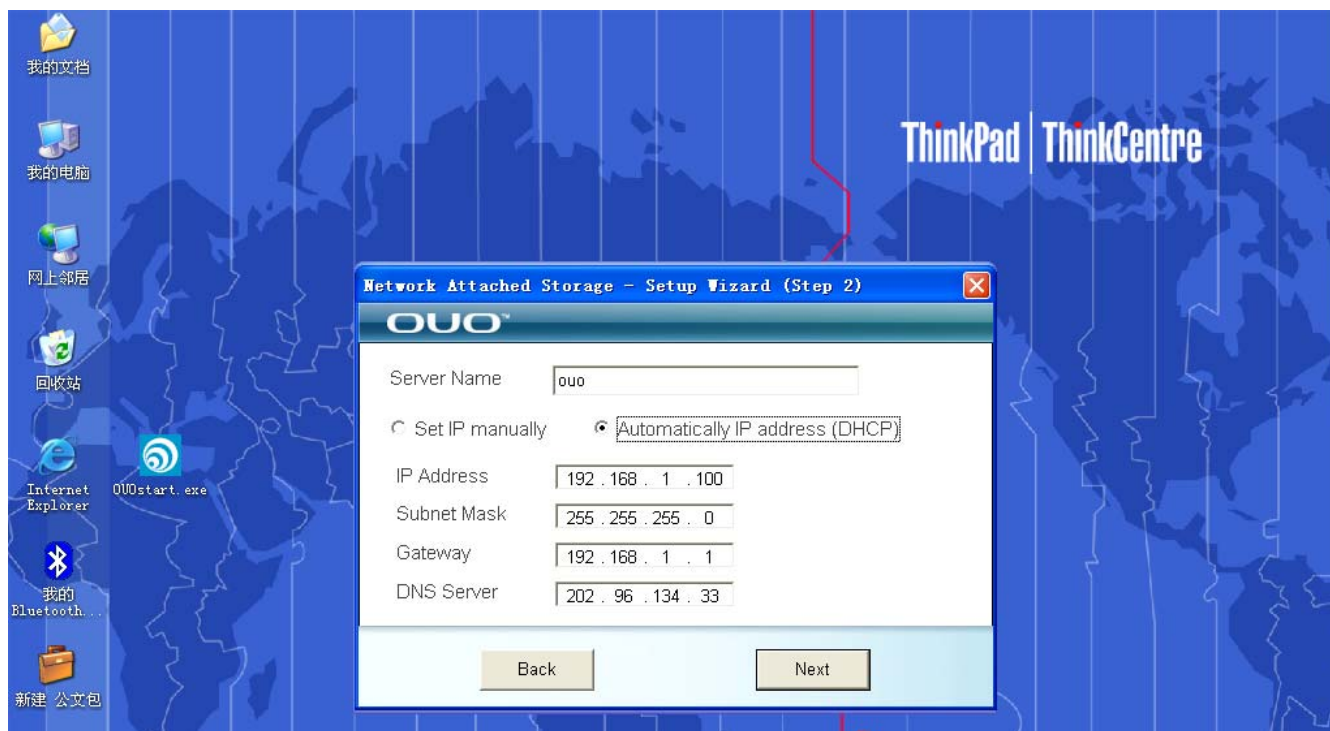 我的文档
我的电脑
网上邻居
回收站
Internet
Explorer
OUOstart.exe
我的
Bluetooth...
新建 公文包
ThinkPad | ThinkCentre
Network Attached Storage - Setup Wizard (Step 2)
OUO™
Server Name ouo
Set IP manually Automatically IP address (DHCP)
IP Address 192 . 168 . 1 . 100
Subnet Mask 255 . 255 . 255 . 0
Gateway 192 . 168 . 1 . 1
DNS Server 202 . 96 . 134 . 33
Back Next